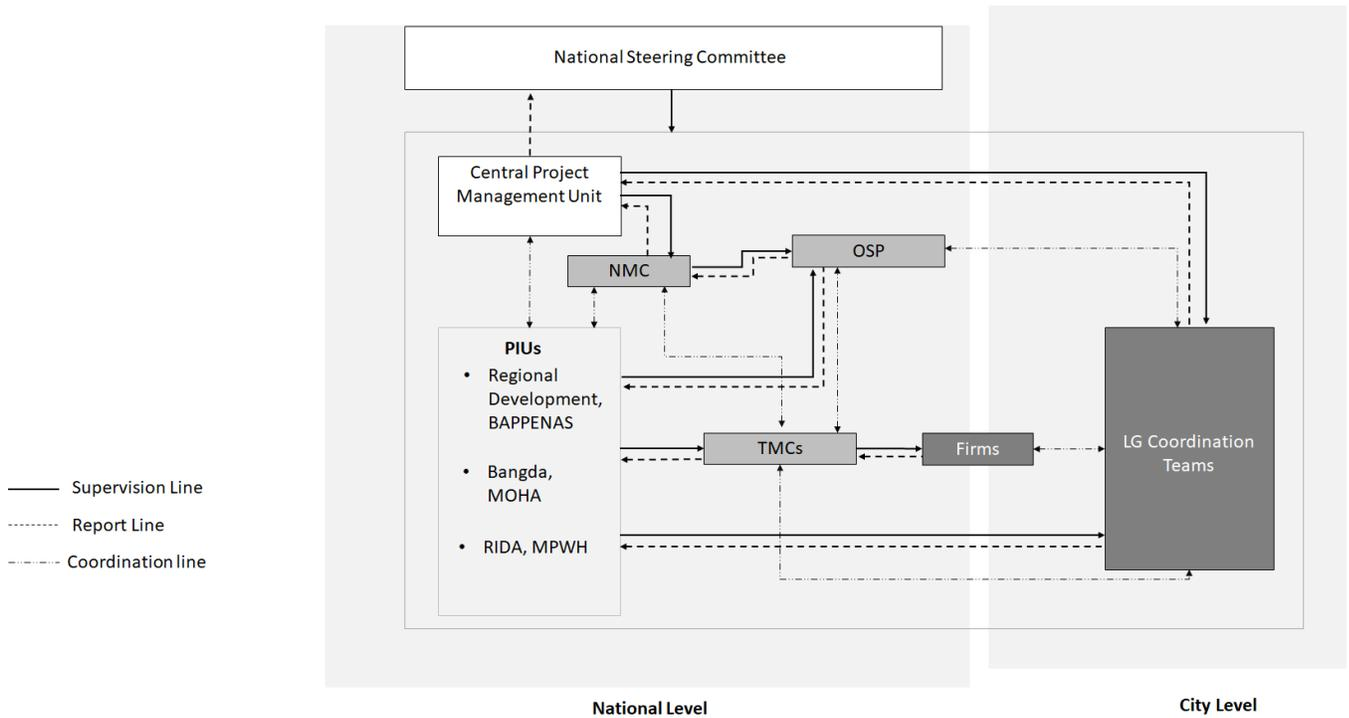 National Steering Committee
Central Project
Management Unit
OSP
NMC
PIUs
• Regional
Development,
BAPPENAS
TMCs
Firms
LG Coordination
Teams
• Bangda,
MOHA
• RIDA, MPWH
Supervision Line
Report Line
Coordination line
National Level
City Level